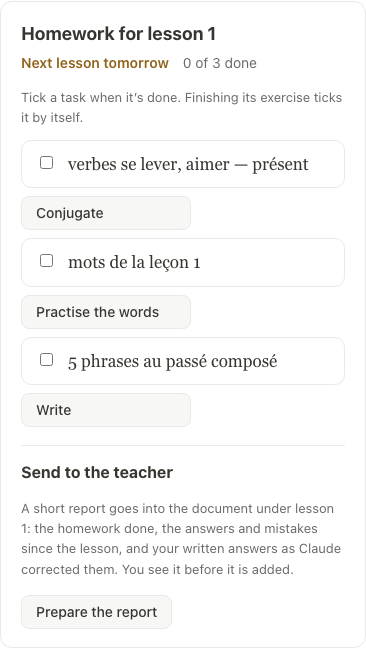 Homework for lesson 1
Next lesson tomorrow 0 of 3 done
Tick a task when it’s done. Finishing its exercise ticks
it by itself.
verbes se lever, aimer — présent
Conjugate
mots de la leçon 1
Practise the words
5 phrases au passé composé
Write
Send to the teacher
A short report goes into the document under lesson
1: the homework done, the answers and mistakes
since the lesson, and your written answers as Claude
corrected them. You see it before it is added.
Prepare the report